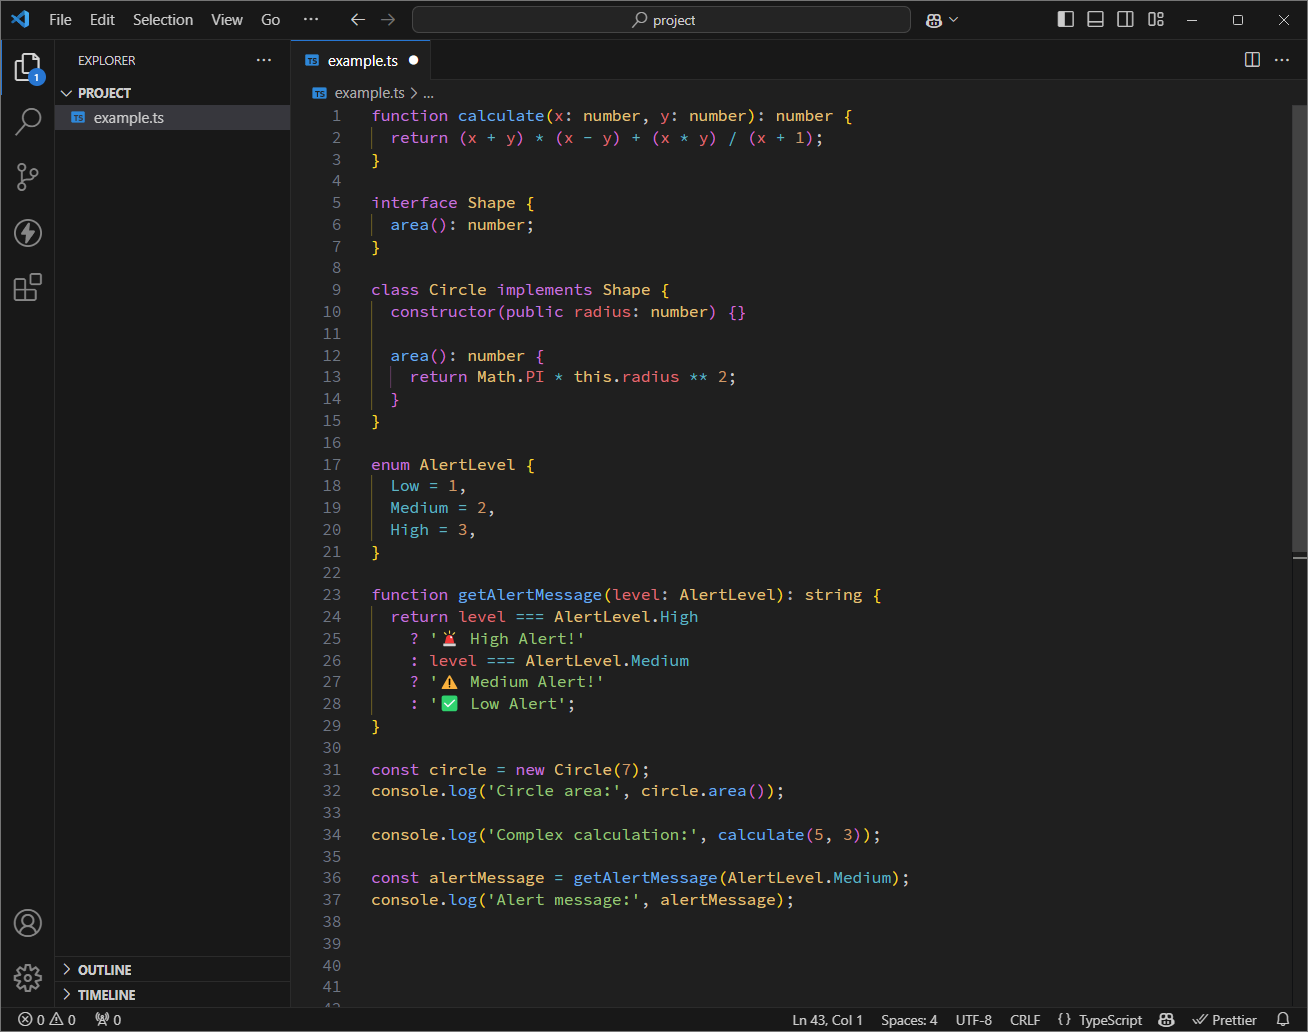 File Edit Selection View Go ··· project
EXPLORER ···
PROJECT
TS example.ts
1
TS example.ts
TS example.ts > ...
1 function calculate(x: number, y: number): number {
2 return (x + y) * (x - y) + (x * y) / (x + 1);
3 }
4
5 interface Shape {
6 area(): number;
7 }
8
9 class Circle implements Shape {
10 constructor(public radius: number) {}
11
12 area(): number {
13 return Math.PI * this.radius ** 2;
14 }
15 }
16
17 enum AlertLevel {
18 Low = 1,
19 Medium = 2,
20 High = 3,
21 }
22
23 function getAlertMessage(level: AlertLevel): string {
24 return level === AlertLevel.High
25 ? '🚨 High Alert!'
26 : level === AlertLevel.Medium
27 ? '⚠️ Medium Alert!'
28 : '✅ Low Alert';
29 }
30
31 const circle = new Circle(7);
32 console.log('Circle area:', circle.area());
33
34 console.log('Complex calculation:', calculate(5, 3));
35
36 const alertMessage = getAlertMessage(AlertLevel.Medium);
37 console.log('Alert message:', alertMessage);
38
39
40
41
OUTLINE
TIMELINE
0 0 0 Ln 43, Col 1 Spaces: 4 UTF-8 CRLF {} TypeScript Prettier